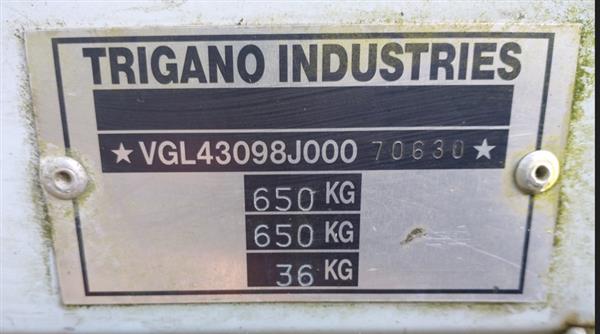 TRIGANO INDUSTRIES
★ VGL43098J000 70630 ★
650 KG
650 KG
36 KG